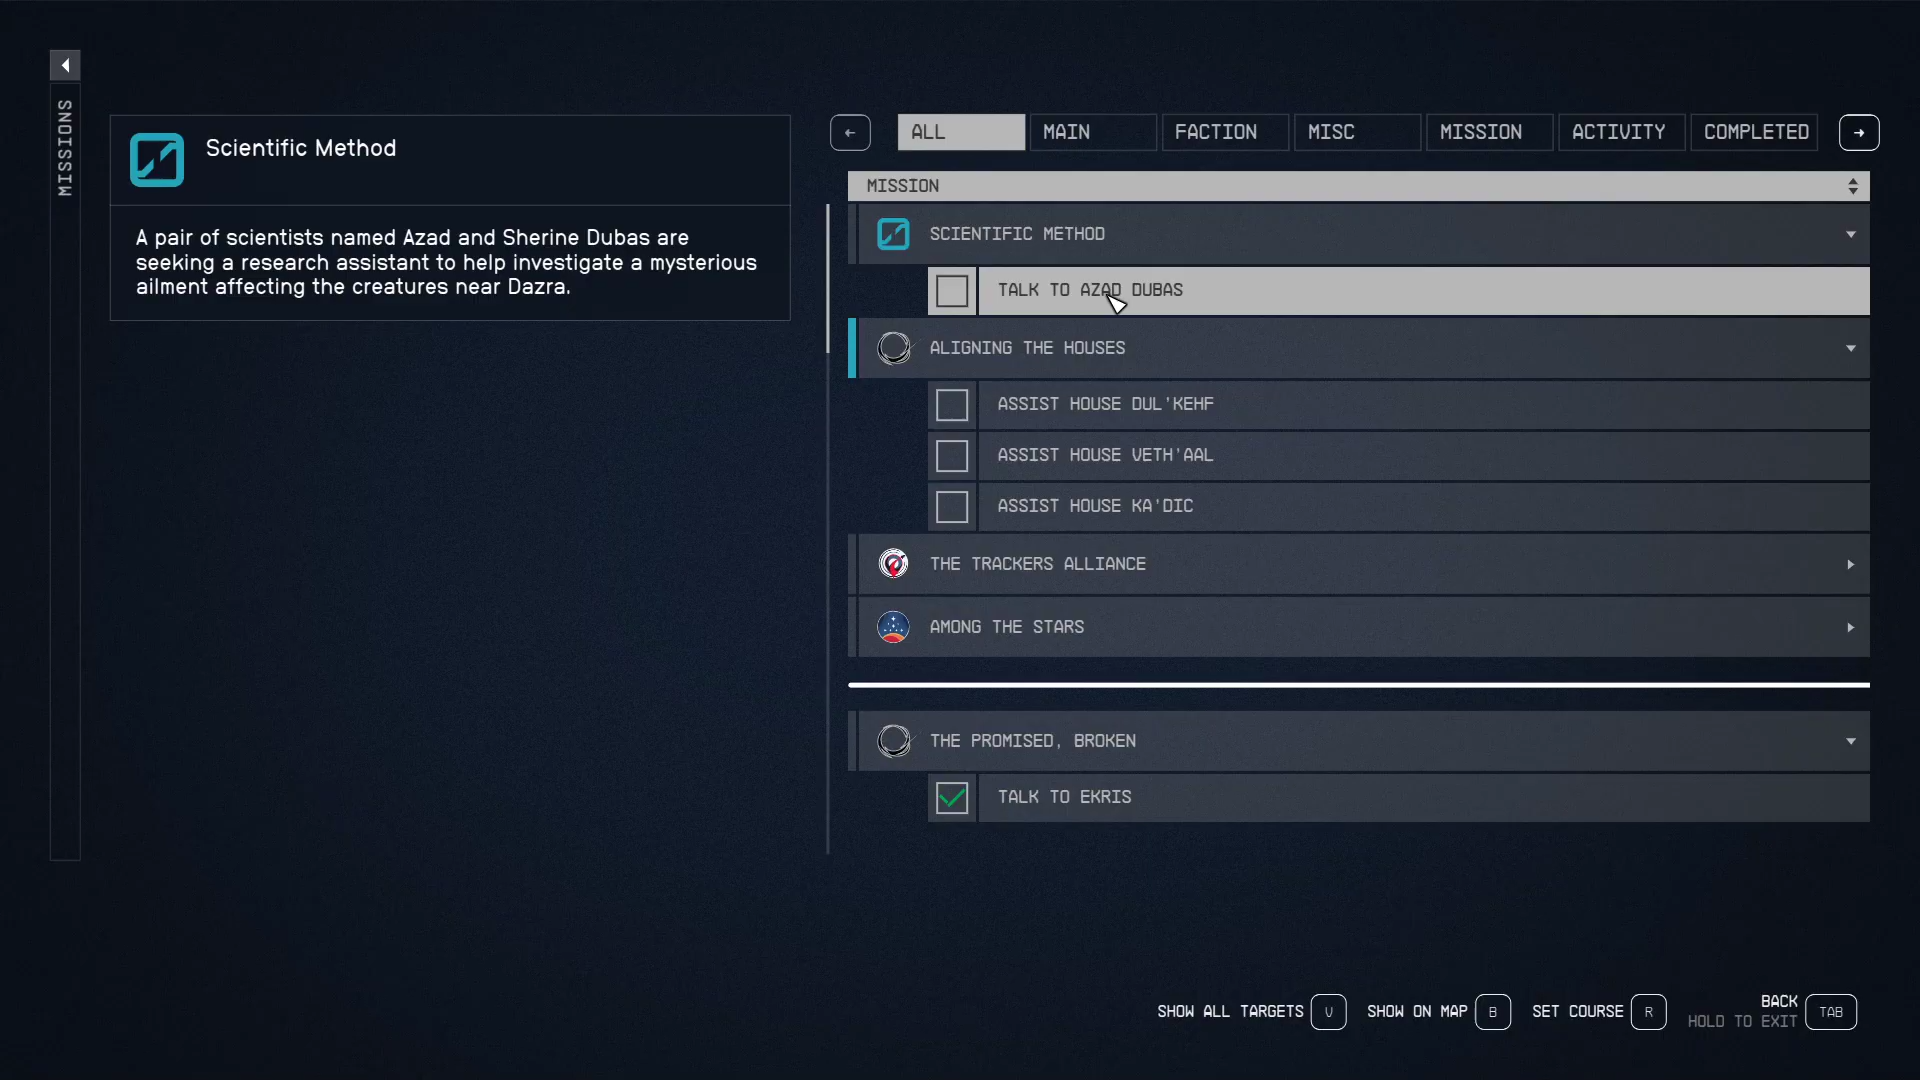 MISSIONS
Scientific Method
A pair of scientists named Azad and Sherine Dubas are
seeking a research assistant to help investigate a mysterious
ailment affecting the creatures near Dazra.
ALL MAIN FACTION MISC MISSION ACTIVITY COMPLETED
MISSION
SCIENTIFIC METHOD
TALK TO AZAD DUBAS
ALIGNING THE HOUSES
ASSIST HOUSE DUL'KEHF
ASSIST HOUSE VETH'AAL
ASSIST HOUSE KA'DIC
THE TRACKERS ALLIANCE
AMONG THE STARS
THE PROMISED, BROKEN
TALK TO EKRIS
SHOW ALL TARGETS V SHOW ON MAP B SET COURSE R BACK TAB
HOLD TO EXIT